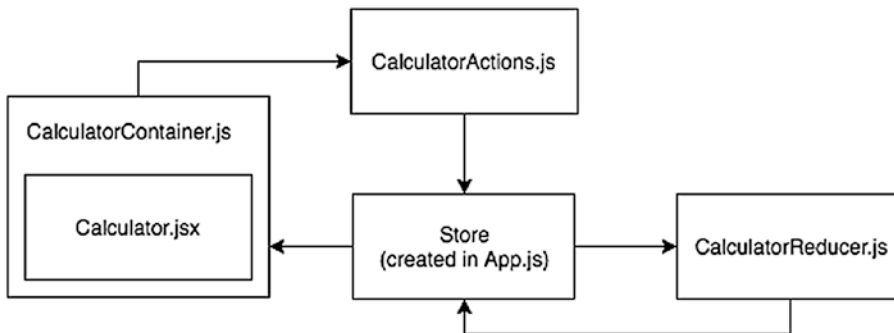 CalculatorActions.js
CalculatorContainer.js
Calculator.jsx
Store
(created in App.js)
CalculatorReducer.js